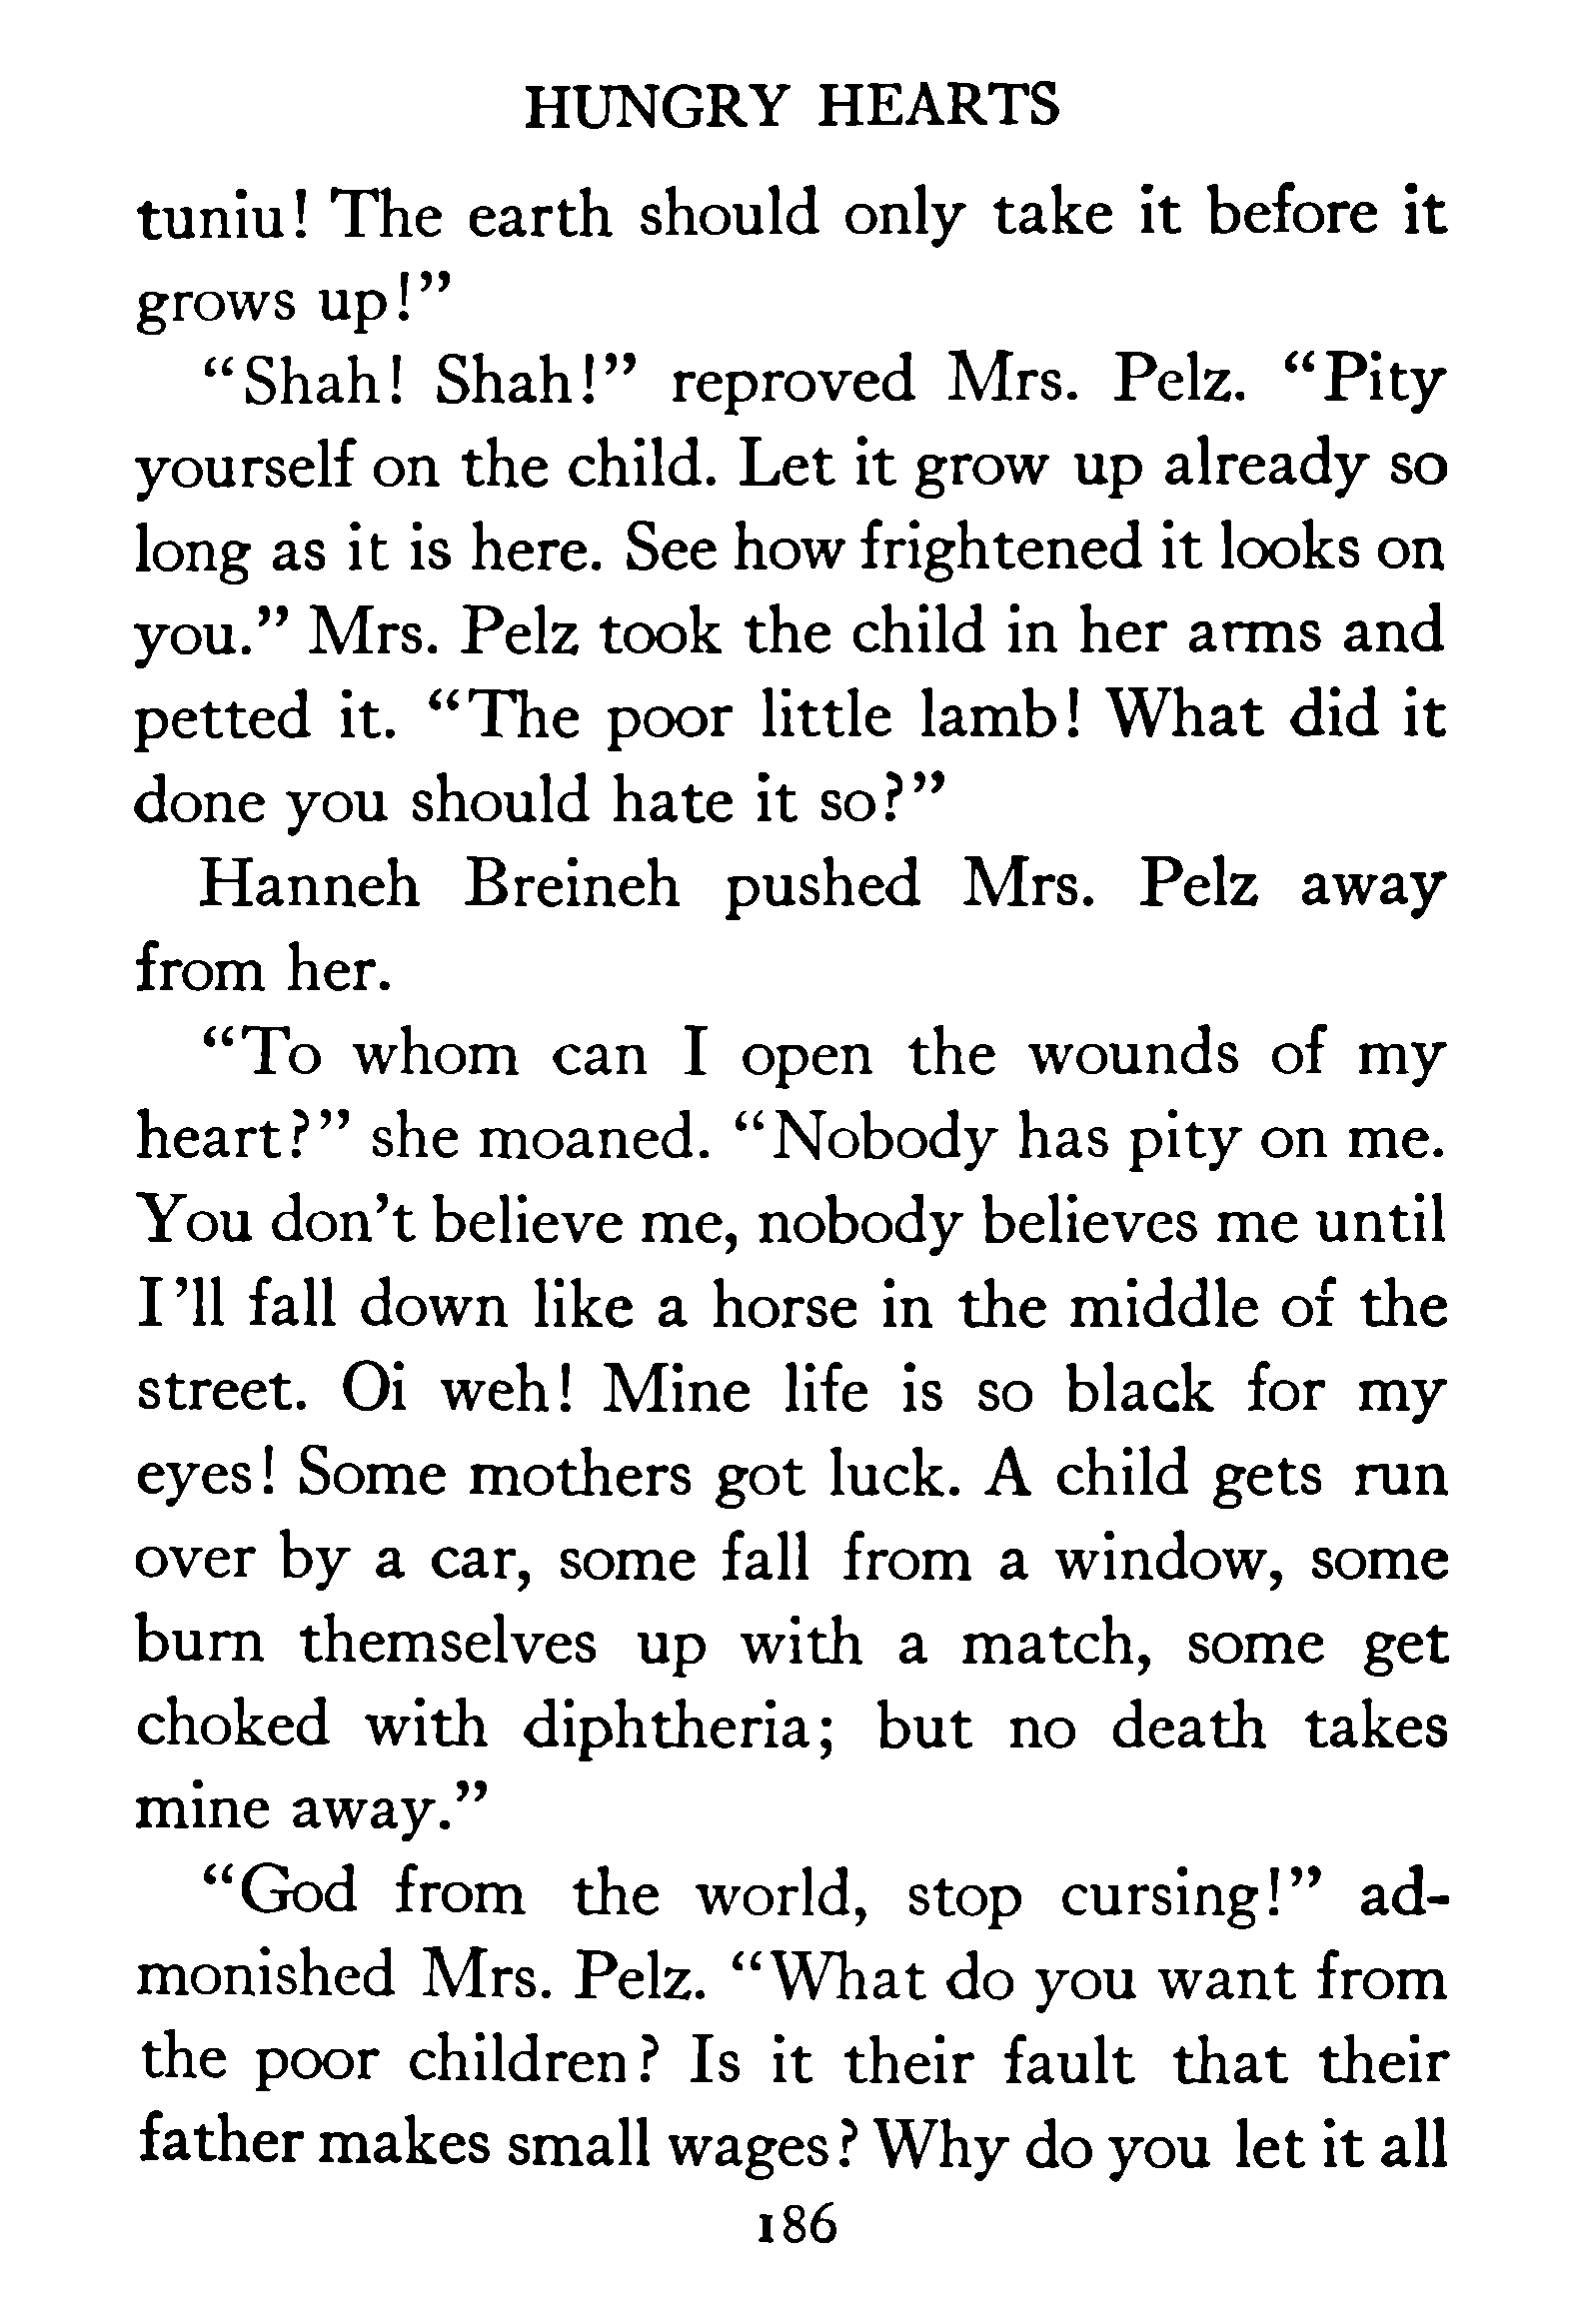 HUNGRY HEARTS
tuniu! The earth should only take it before it
grows up!”
“Shah! Shah!” reproved Mrs. Pelz. “Pity
yourself on the child. Let it grow up already so
long as it is here. See how frightened it looks on
you.” Mrs. Pelz took the child in her arms and
petted it. “The poor little lamb! What did it
done you should hate it so?”
Hanneh Breineh pushed Mrs. Pelz away
from her.
“To whom can I open the wounds of my
heart?” she moaned. “Nobody has pity on me.
You don’t believe me, nobody believes me until
I’ll fall down like a horse in the middle of the
street. Oi weh! Mine life is so black for my
eyes! Some mothers got luck. A child gets run
over by a car, some fall from a window, some
burn themselves up with a match, some get
choked with diphtheria; but no death takes
mine away.”
“God from the world, stop cursing!” ad-
monished Mrs. Pelz. “What do you want from
the poor children? Is it their fault that their
father makes small wages? Why do you let it all
186